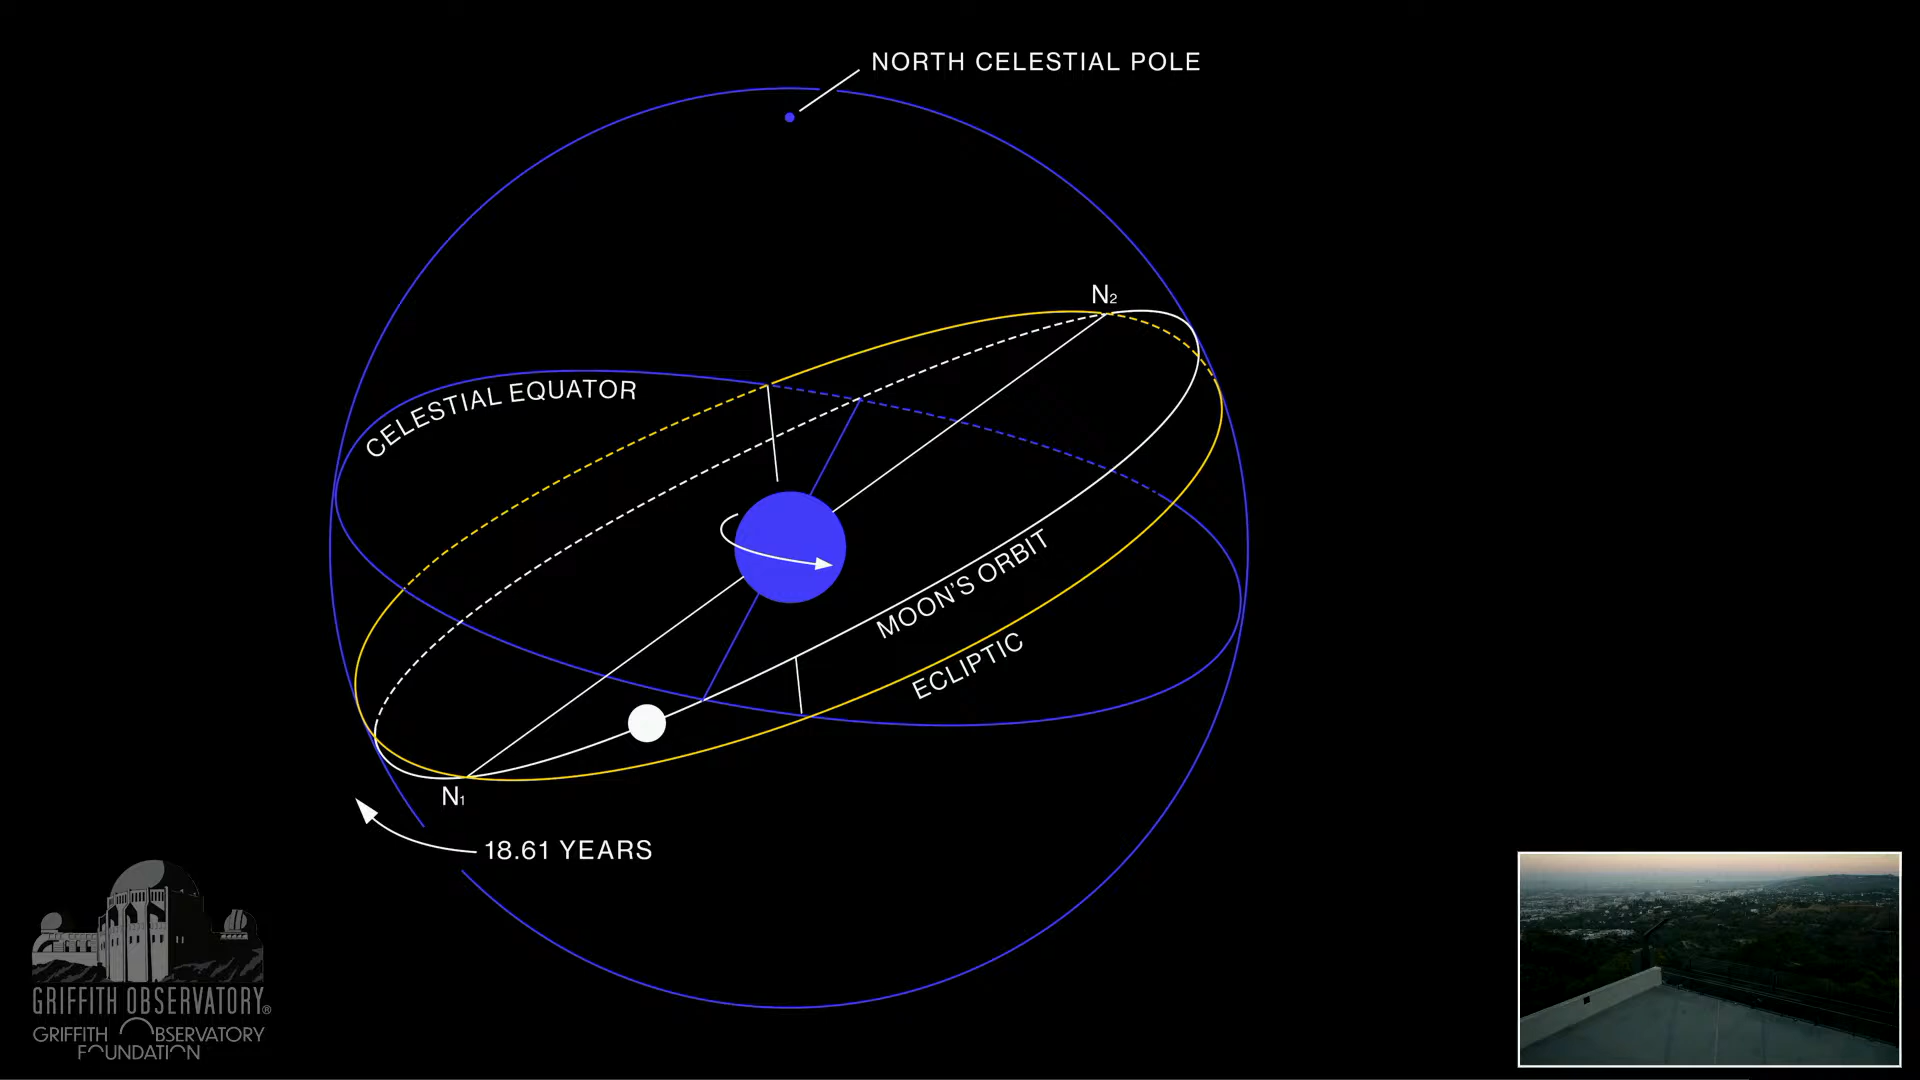 NORTH CELESTIAL POLE
N₂
CELESTIAL EQUATOR
MOON'S ORBIT
ECLIPTIC
N₁
18.61 YEARS
GRIFFITH OBSERVATORY®
GRIFFITH OBSERVATORY
FOUNDATION